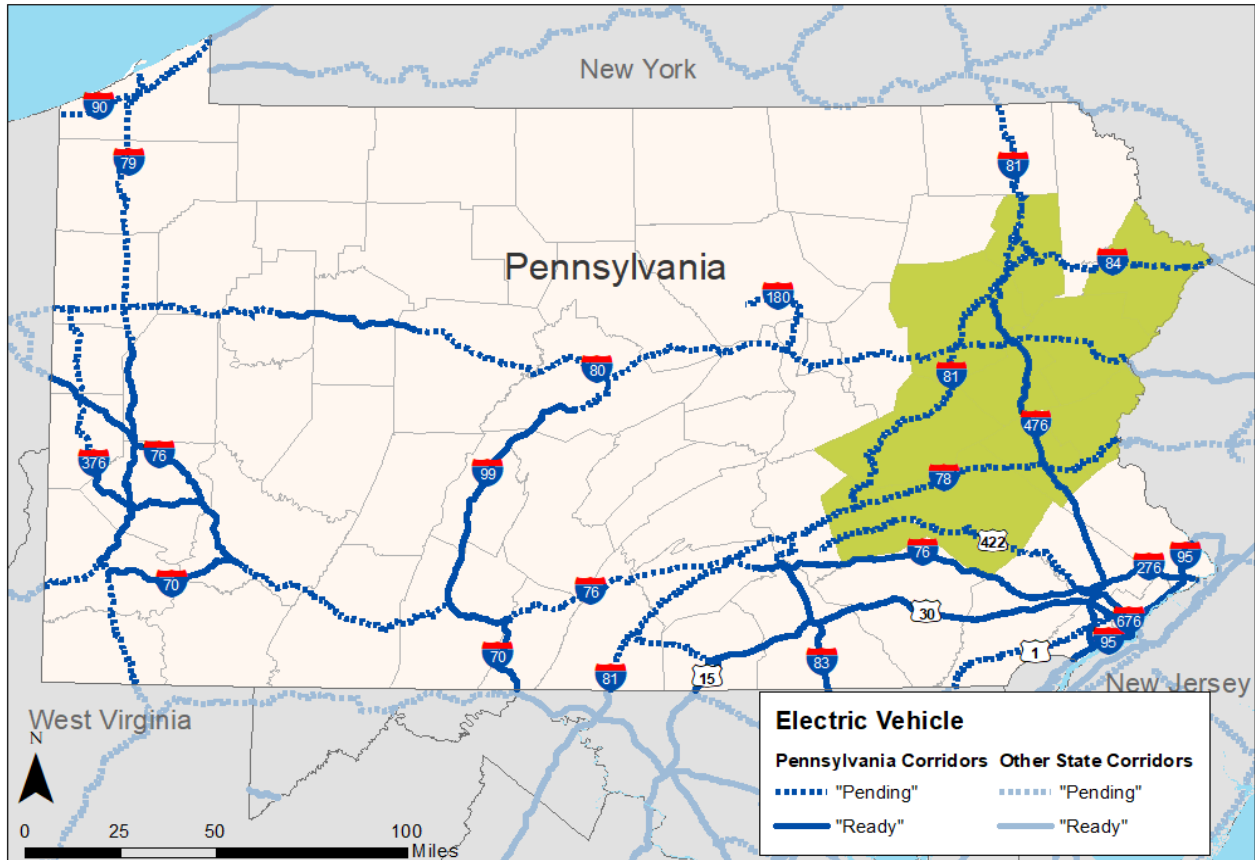 New York
90
79
81
Pennsylvania
84
180
80
81
476
376
76
99
78
422
76
276
95
70
76
30
676
95
1
70
81
15
83
New Jersey
West Virginia
N
0 25 50 100
Miles
Electric Vehicle
Pennsylvania Corridors Other State Corridors
"Pending" "Pending"
"Ready" "Ready"